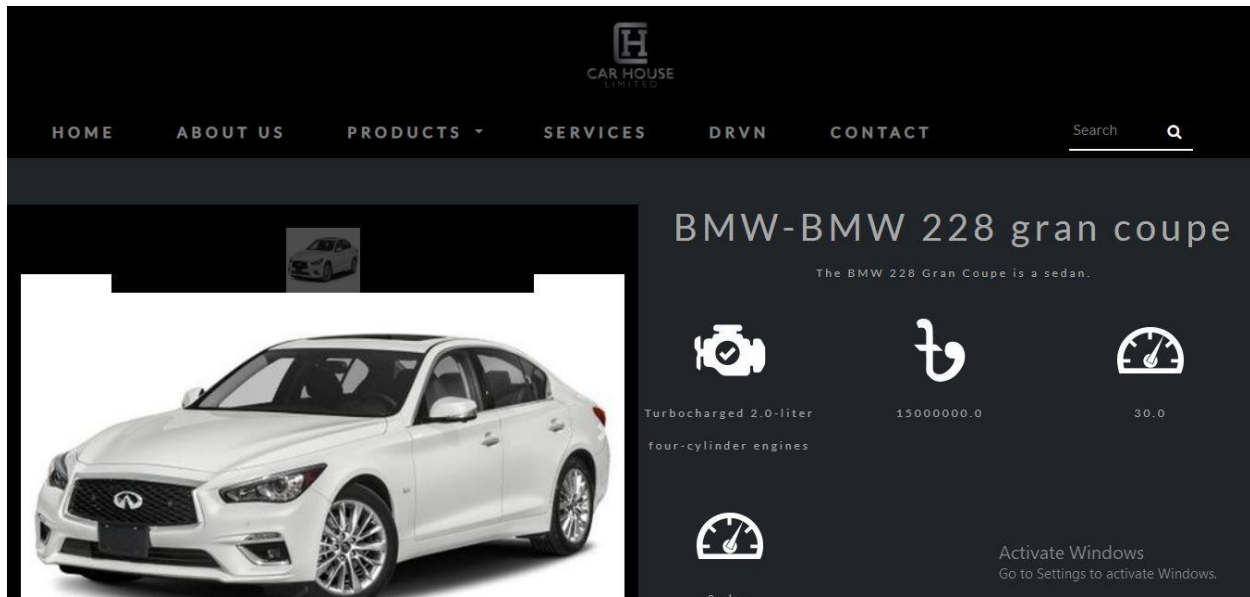 CAR HOUSE
LIMITED
HOME ABOUT US PRODUCTS SERVICES DRVN CONTACT Search
BMW-BMW 228 gran coupe
The BMW 228 Gran Coupe is a sedan.
৳
Turbocharged 2.0-liter
four-cylinder engines
15000000.0
30.0
Activate Windows
Go to Settings to activate Windows.